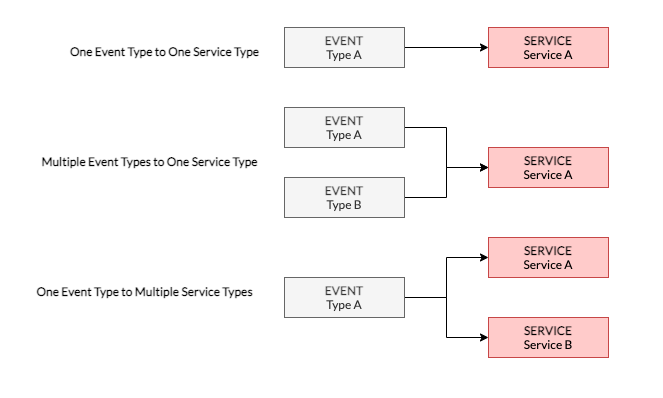 One Event Type to One Service Type
EVENT
Type A
SERVICE
Service A
Multiple Event Types to One Service Type
EVENT
Type A
EVENT
Type B
SERVICE
Service A
One Event Type to Multiple Service Types
EVENT
Type A
SERVICE
Service A
SERVICE
Service B